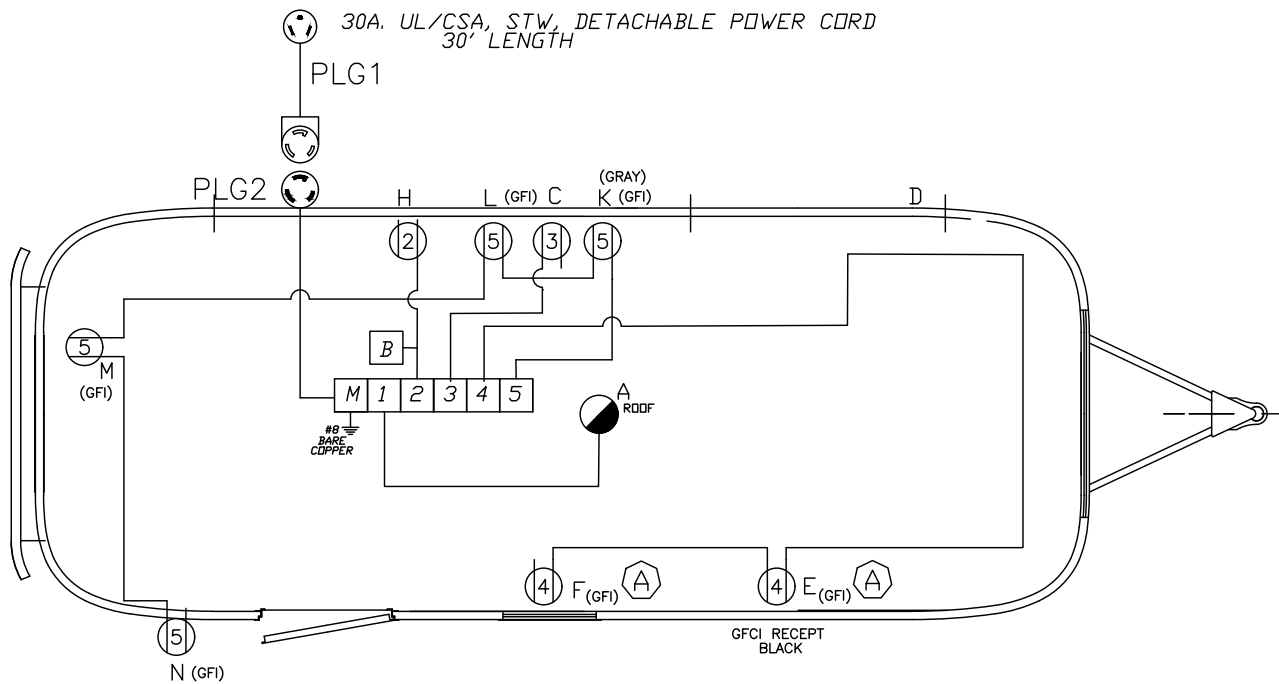 30A. UL/CSA, STW, DETACHABLE POWER CORD
30' LENGTH
PLG1
PLG2
(GRAY)
H L (GFI) C K (GFI) D
2 5 3 5
B
5
M
(GFI)
M 1 2 3 4 5
#8
BARE
COPPER
A
ROOF
4 F (GFI) A 4 E (GFI) A
GFCI RECEPT
BLACK
5
N (GFI)